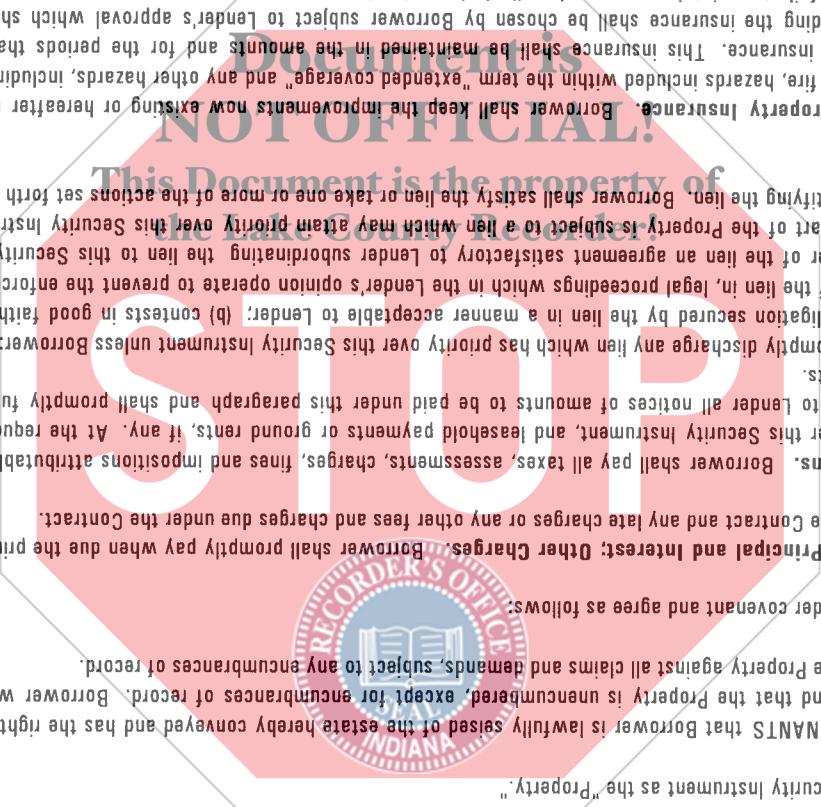 curity Instrument as the "Property."
NANTS that Borrower is lawfully seised of the estate hereby conveyed and has the right
nd that the Property is unencumbered, except for encumbrances of record. Borrower w
e Property against all claims and demands, subject to any encumbrances of record.
der covenant and agree as follows:
Principal and Interest; Other Charges. Borrower shall promptly pay when due the pri
e Contract and any late charges or any other fees and charges due under the Contract.
ns. Borrower shall pay all taxes, assessments, charges, fines and impositions attributabl
er this Security Instrument, and leasehold payments or ground rents, if any. At the reque
to Lender all notices of amounts to be paid under this paragraph and shall promptly fu
ts.
omptly discharge any lien which has priority over this Security Instrument unless Borrower:
ligation secured by the lien in a manner acceptable to Lender; (b) contests in good faith
f the lien in, legal proceedings which in the Lender's opinion operate to prevent the enforc
er of the lien an agreement satisfactory to Lender subordinating the lien to this Security
art of the Property is subject to a lien which may attain priority over this Security Instr
tifying the lien. Borrower shall satisfy the lien or take one or more of the actions set forth
roperty Insurance. Borrower shall keep the improvements now existing or hereafter
fire, hazards included within the term "extended coverage" and any other hazards, includin
insurance. This insurance shall be maintained in the amounts and for the periods tha
ding the insurance shall be chosen by Borrower subject to Lender's approval which sh
Document is
NOT OFFICIAL!
This Document is the property of
the Lake County Recorder!
STOP
RECORDER'S OFFICE
SEAL
INDIANA